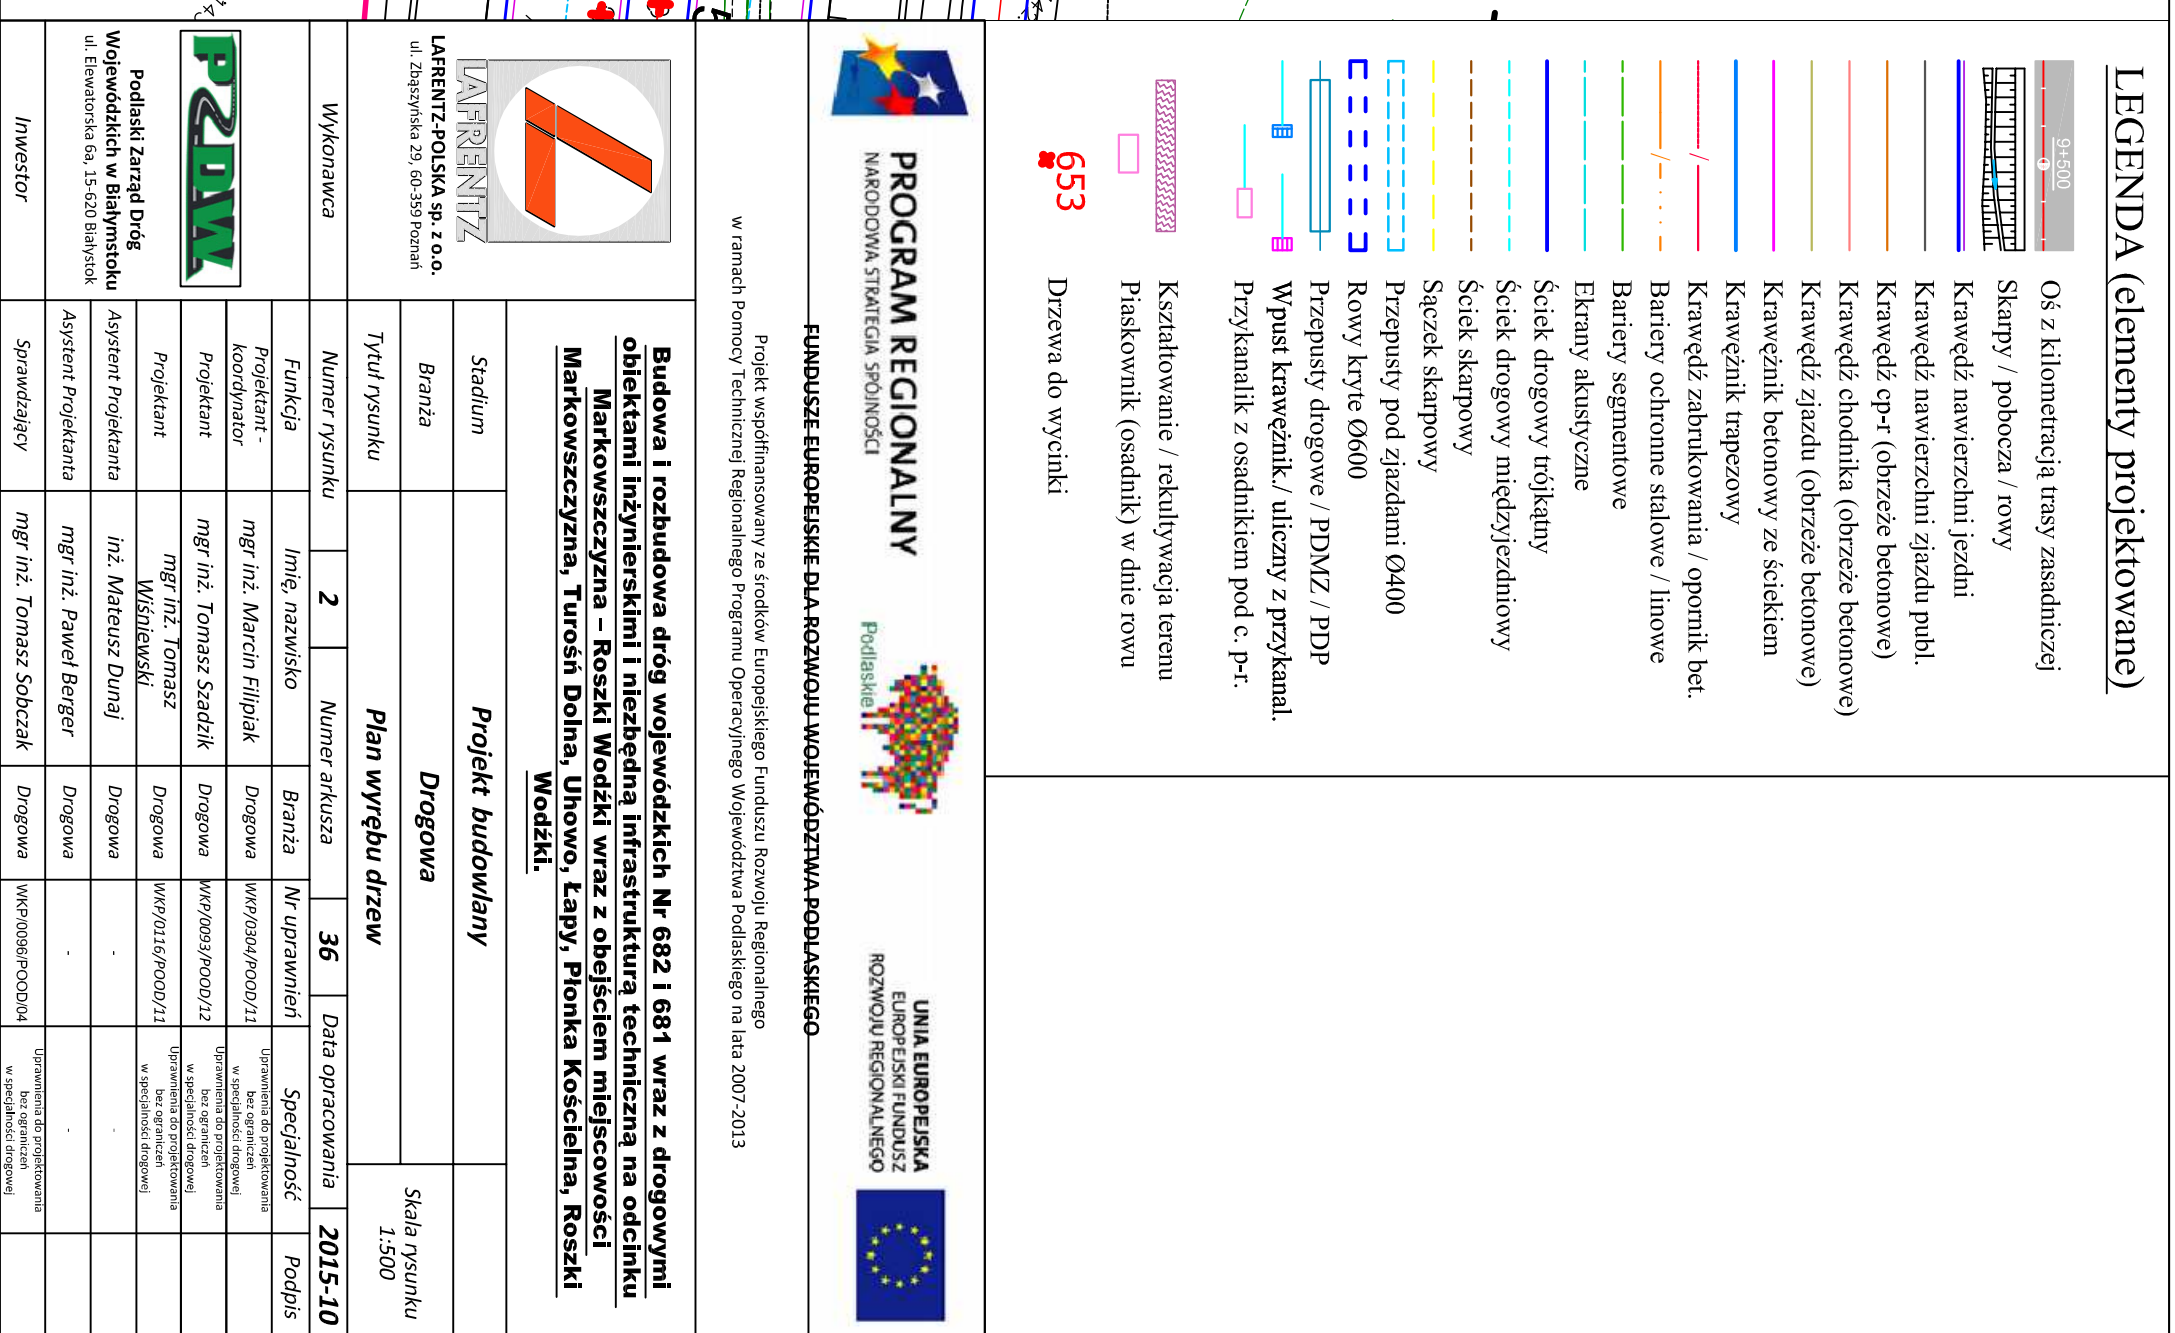 LEGENDA (elementy projektowane)
9+500
Oś z kilometracją trasy zasadniczej
Skarpy / pobocza / rowy
Krawędź nawierzchni jezdni
Krawędź nawierzchni zjazdu publ.
Krawędź cp-r (obrzeże betonowe)
Krawędź chodnika (obrzeże betonowe)
Krawędź zjazdu (obrzeże betonowe)
Krawężnik betonowy ze ściekiem
Krawężnik trapezowy
Krawędź zabrukowania / opornik bet.
Bariery ochronne stalowe / linowe
Bariery segmentowe
Ekrany akustyczne
Ściek drogowy trójkątny
Ściek drogowy międzyjezdniowy
Ściek skarpowy
Sączek skarpowy
Przepusty pod zjazdami Ø400
Rowy kryte Ø600
Przepusty drogowe / PDMZ / PDP
Wpust krawężnik./ uliczny z przykanal.
Przykanalik z osadnikiem pod c. p-r.
Kształtowanie / rekultywacja terenu
Piaskownik (osadnik) w dnie rowu
653
Drzewa do wycinki
PROGRAM REGIONALNY
NARODOWA STRATEGIA SPÓJNOŚCI
Podlaskie
UNIA EUROPEJSKA
EUROPEJSKI FUNDUSZ
ROZWOJU REGIONALNEGO
FUNDUSZE EUROPEJSKIE DLA ROZWOJU WOJEWÓDZTWA PODLASKIEGO
Projekt współfinansowany ze środków Europejskiego Funduszu Rozwoju Regionalnego
w ramach Pomocy Technicznej Regionalnego Programu Operacyjnego Województwa Podlaskiego na lata 2007-2013
LAFRENTZ
LAFRENTZ-POLSKA sp. z o.o.
ul. Zbąszyńska 29, 60-359 Poznań
Budowa i rozbudowa dróg wojewódzkich Nr 682 i 681 wraz z drogowymi
obiektami inżynierskimi i niezbędną infrastrukturą techniczną na odcinku
Markowszczyzna – Roszki Wodźki wraz z obejściem miejscowości
Markowszczyzna, Turośń Dolna, Uhowo, Łapy, Płonka Kościelna, Roszki
Wodźki.
Stadium
Projekt budowlany
Branża
Drogowa
Skala rysunku
1:500
Tytuł rysunku
Plan wyrębu drzew
Wykonawca
Numer rysunku
2
Numer arkusza
36
Data opracowania
2015-10
PZDW
Podlaski Zarząd Dróg
Wojewódzkich w Białymstoku
ul. Elewatorska 6a, 15-620 Białystok
Inwestor
Funkcja
Imię, nazwisko
Branża
Nr uprawnień
Specjalność
Podpis
Projektant -
koordynator
mgr inż. Marcin Filipiak
Drogowa
WKP/0304/POOD/11
Uprawnienia do projektowania
bez ograniczeń
w specjalności drogowej
Projektant
mgr inż. Tomasz Szadzik
Drogowa
WKP/0093/POOD/12
Uprawnienia do projektowania
bez ograniczeń
w specjalności drogowej
Projektant
mgr inż. Tomasz
Wiśniewski
Drogowa
WKP/0116/POOD/11
Uprawnienia do projektowania
bez ograniczeń
w specjalności drogowej
Asystent Projektanta
inż. Mateusz Dunaj
Drogowa
-
-
Asystent Projektanta
mgr inż. Paweł Berger
Drogowa
-
-
Sprawdzający
mgr inż. Tomasz Sobczak
Drogowa
WKP/0096/POOD/04
Uprawnienia do projektowania
bez ograniczeń
w specjalności drogowej